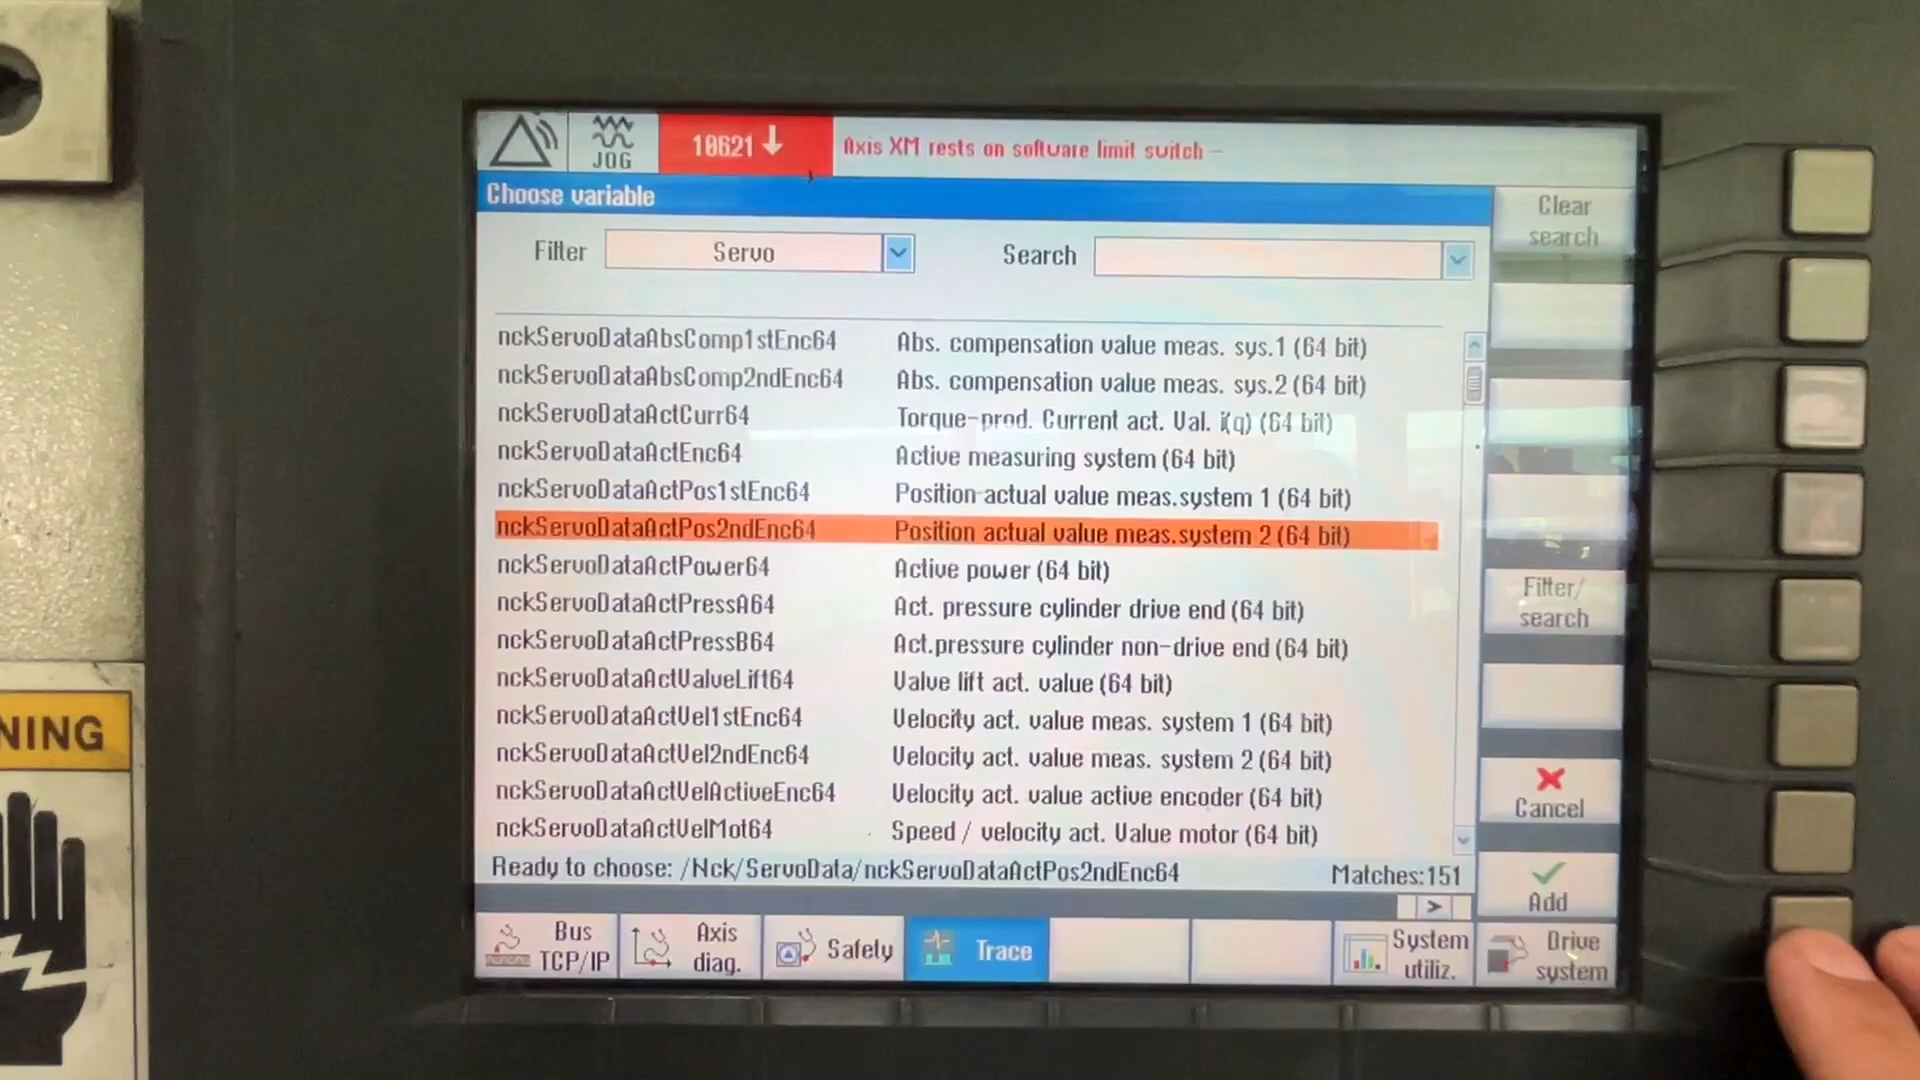 JOG
10621
Axis XM rests on software limit switch -
Choose variable
Filter Servo Search
Clear search
nckServoDataAbsComp1stEnc64 Abs. compensation value meas. sys.1 (64 bit)
nckServoDataAbsComp2ndEnc64 Abs. compensation value meas. sys.2 (64 bit)
nckServoDataActCurr64 Torque-prod. Current act. Val. i(q) (64 bit)
nckServoDataActEnc64 Active measuring system (64 bit)
nckServoDataActPos1stEnc64 Position actual value meas.system 1 (64 bit)
nckServoDataActPos2ndEnc64 Position actual value meas.system 2 (64 bit)
nckServoDataActPower64 Active power (64 bit)
nckServoDataActPressA64 Act. pressure cylinder drive end (64 bit)
nckServoDataActPressB64 Act.pressure cylinder non-drive end (64 bit)
nckServoDataActValveLift64 Valve lift act. value (64 bit)
nckServoDataActVel1stEnc64 Velocity act. value meas. system 1 (64 bit)
nckServoDataActVel2ndEnc64 Velocity act. value meas. system 2 (64 bit)
nckServoDataActVelActiveEnc64 Velocity act. value active encoder (64 bit)
nckServoDataActVelMot64 Speed / velocity act. Value motor (64 bit)
Ready to choose: /Nck/ServoData/nckServoDataActPos2ndEnc64 Matches:151
Filter/
search
Cancel
Add
>
Bus
TCP/IP
Axis
diag.
Safety
Trace
System
utiliz.
Drive
system
NING